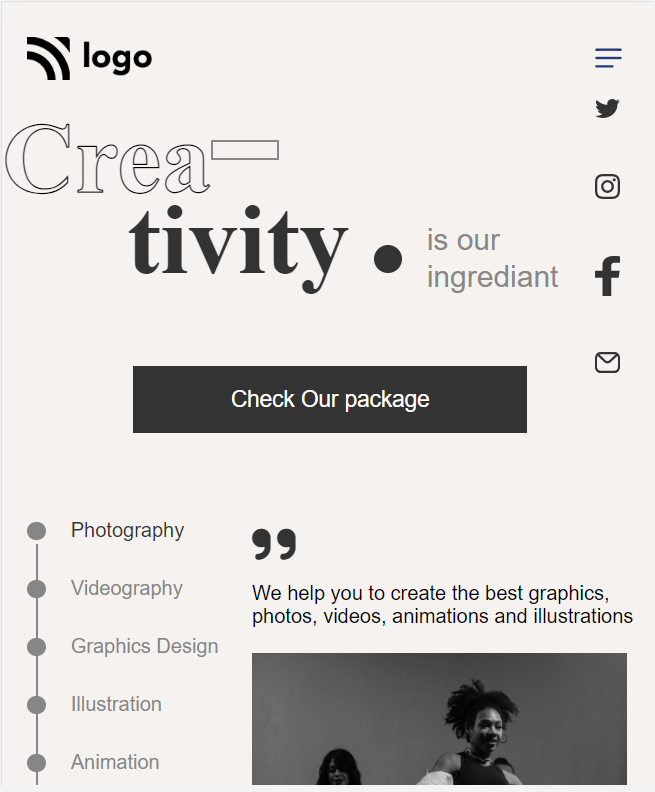 logo
Crea
tivity
is our
ingrediant
Check Our package
Photography
Videography
Graphics Design
Illustration
Animation
We help you to create the best graphics,
photos, videos, animations and illustrations